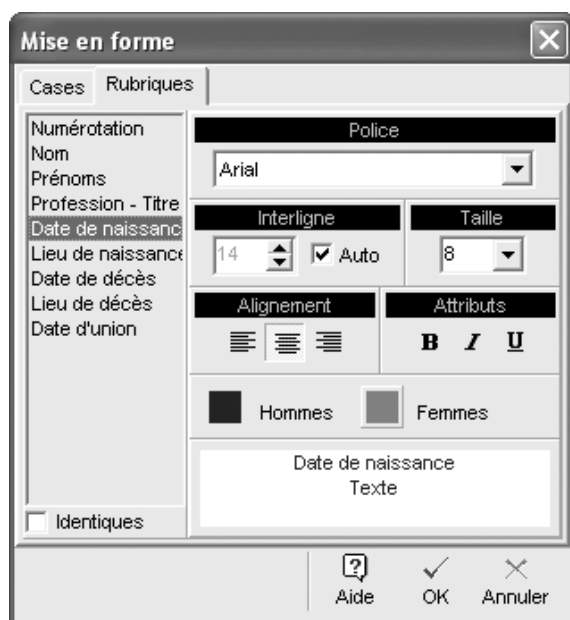 Mise en forme
Cases Rubriques
Numérotation
Nom
Prénoms
Profession - Titre
Date de naissanc
Lieu de naissance
Date de décès
Lieu de décès
Date d'union
Identiques
Police
Arial
Interligne
14 Auto
Taille
8
Alignement
Attributs
B I U
Hommes Femmes
Date de naissance
Texte
Aide OK Annuler